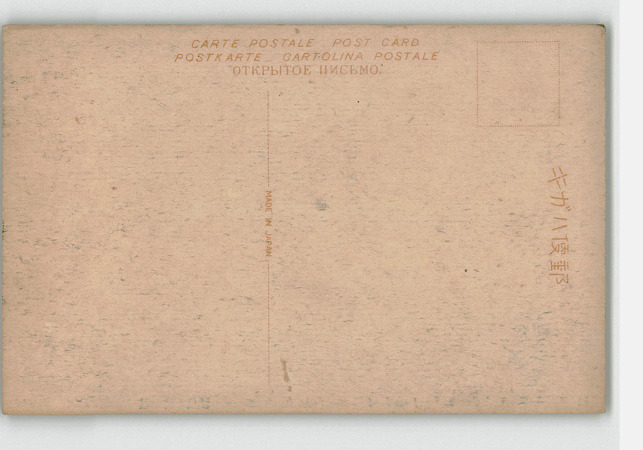 CARTE POSTALE POST CARD
POSTKARTE CARTOLINA POSTALE
"ОТКРЫТОЕ ПИСЬМО."
MADE IN JAPAN
キガハ便郵